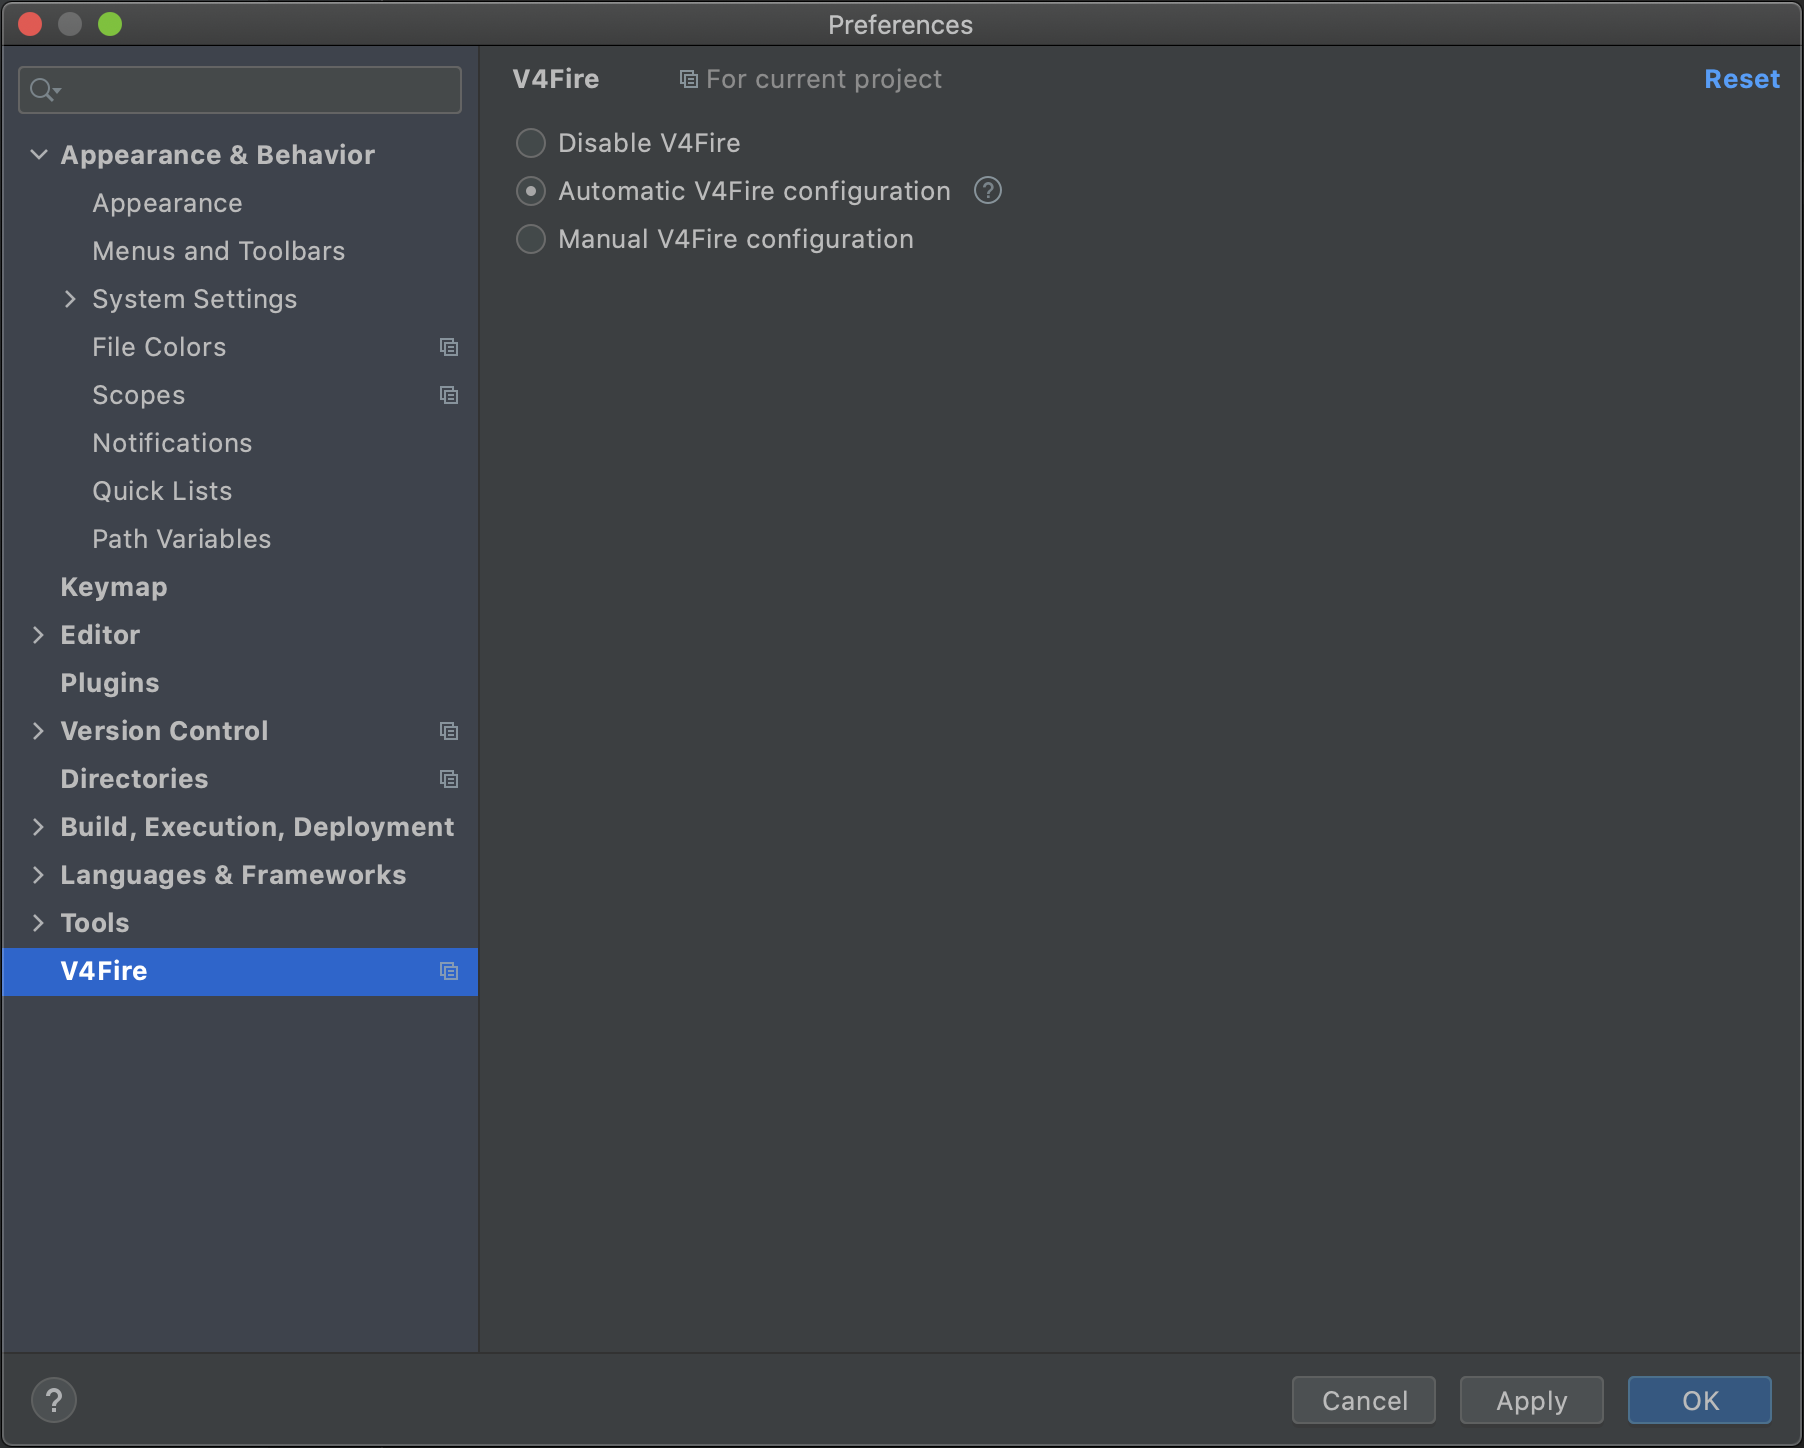 Preferences
V4Fire For current project Reset
Disable V4Fire
Automatic V4Fire configuration ?
Manual V4Fire configuration
Appearance & Behavior
Appearance
Menus and Toolbars
System Settings
File Colors
Scopes
Notifications
Quick Lists
Path Variables
Keymap
Editor
Plugins
Version Control
Directories
Build, Execution, Deployment
Languages & Frameworks
Tools
V4Fire
? Cancel Apply OK